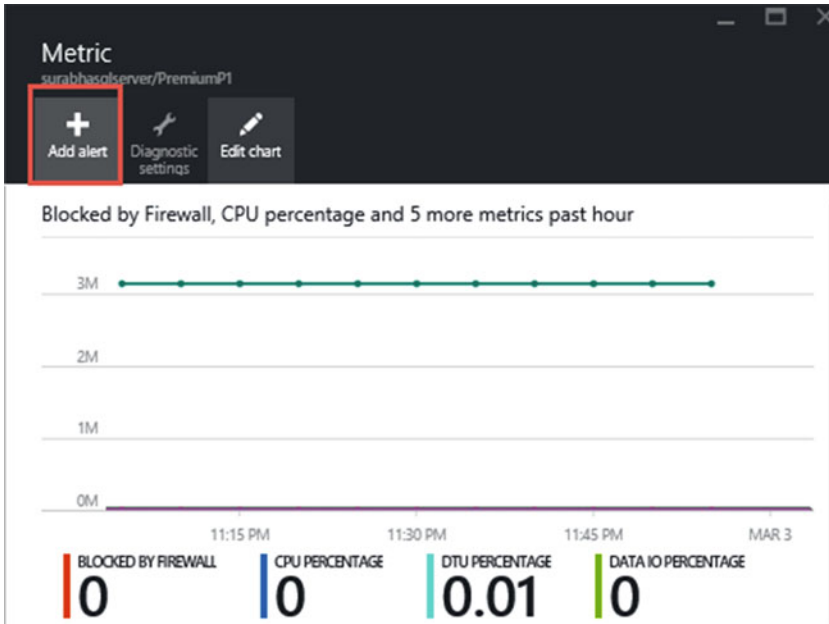 Metric
surabhasqlserver/PremiumP1
Add alert
Diagnostic settings
Edit chart
Blocked by Firewall, CPU percentage and 5 more metrics past hour
3M
2M
1M
0M
11:15 PM 11:30 PM 11:45 PM MAR 3
BLOCKED BY FIREWALL CPU PERCENTAGE DTU PERCENTAGE DATA IO PERCENTAGE
0 0 0.01 0